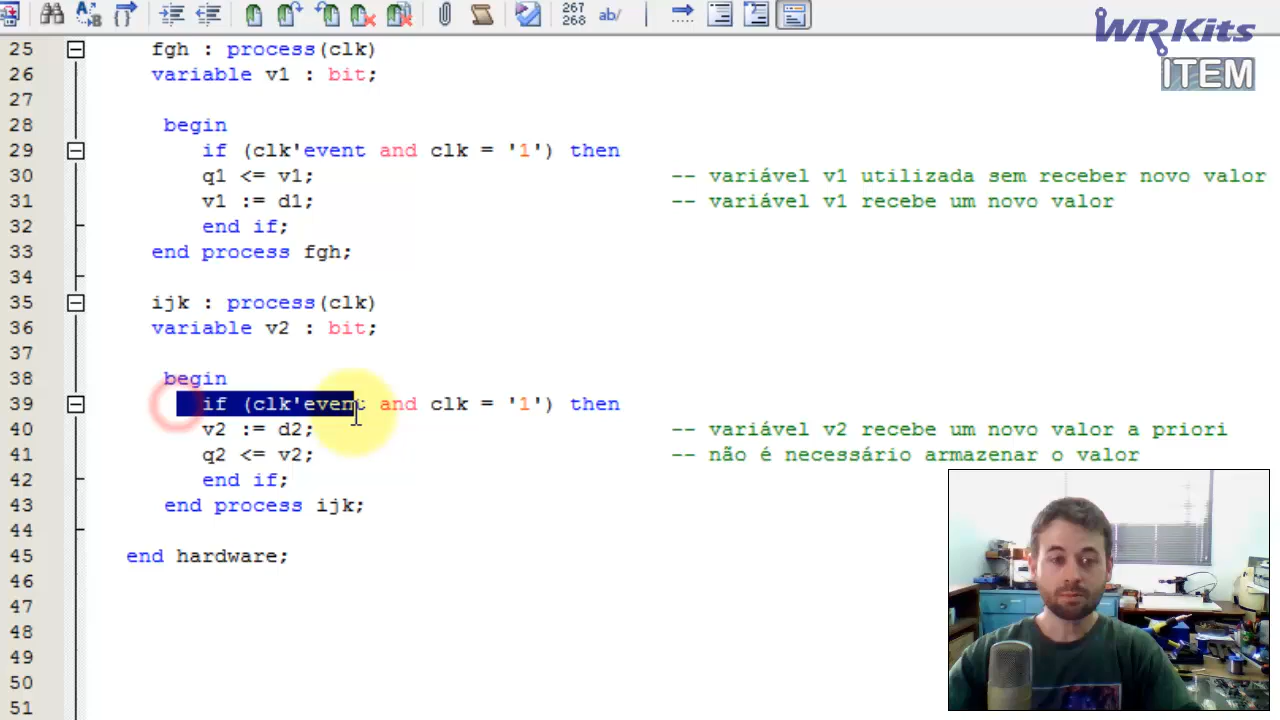 267
268
ab/
WR Kits
ITEM
25 fgh : process(clk)
26 variable v1 : bit;
27
28 begin
29 if (clk'event and clk = '1') then
30 q1 <= v1; -- variável v1 utilizada sem receber novo valor
31 v1 := d1; -- variável v1 recebe um novo valor
32 end if;
33 end process fgh;
34
35 ijk : process(clk)
36 variable v2 : bit;
37
38 begin
39 if (clk'event and clk = '1') then
40 v2 := d2; -- variável v2 recebe um novo valor a priori
41 q2 <= v2; -- não é necessário armazenar o valor
42 end if;
43 end process ijk;
44
45 end hardware;
46
47
48
49
50
51